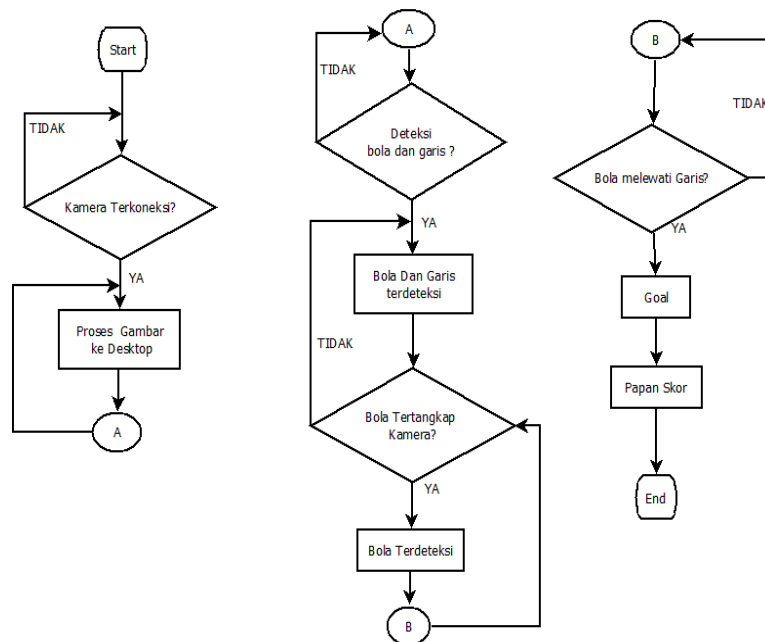 Start
TIDAK
Kamera Terkoneksi?
YA
Proses Gambar
ke Desktop
A
A
TIDAK
Deteksi
bola dan garis ?
YA
Bola Dan Garis
terdeteksi
TIDAK
Bola Tertangkap
Kamera?
YA
Bola Terdeteksi
B
B
TIDAK
Bola melewati Garis?
YA
Goal
Papan Skor
End